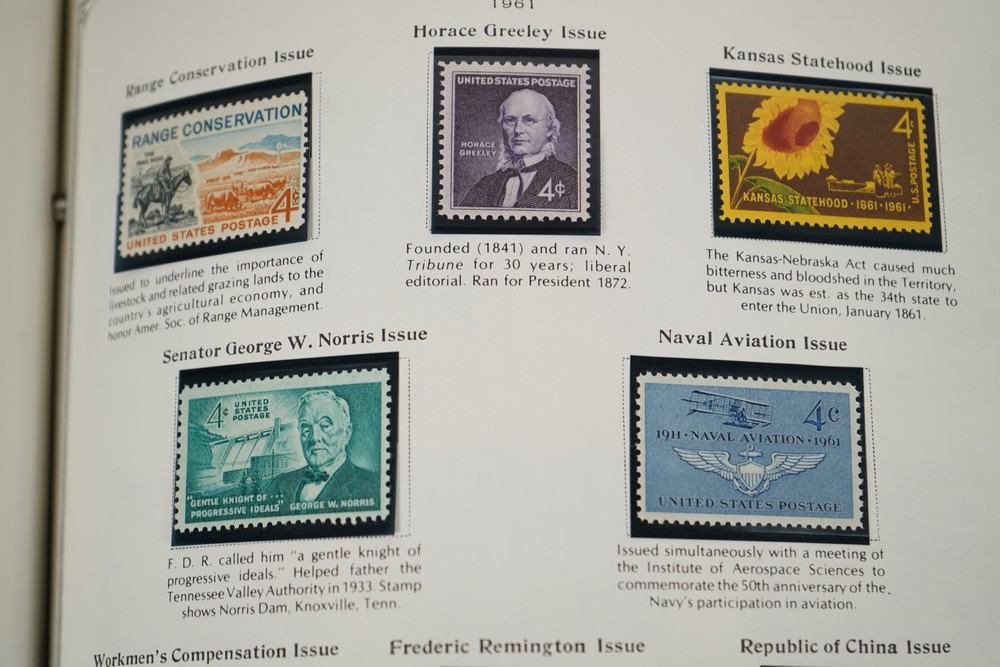 1961
Horace Greeley Issue
Range Conservation Issue
Kansas Statehood Issue
RANGE CONSERVATION
THE
TRAIL BOSS
4¢
UNITED STATES POSTAGE
UNITED STATES POSTAGE
HORACE
GREELEY
4¢
4¢
U.S. POSTAGE
KANSAS STATEHOOD · 1861 · 1961 ·
Issued to underline the importance of
livestock and related grazing lands to the
country's agricultural economy, and
honor Amer. Soc. of Range Management.
Founded (1841) and ran N. Y.
Tribune for 30 years; liberal
editorial. Ran for President 1872.
The Kansas-Nebraska Act caused much
bitterness and bloodshed in the Territory,
but Kansas was est. as the 34th state to
enter the Union, January 1861.
Senator George W. Norris Issue
Naval Aviation Issue
4¢
UNITED
STATES
POSTAGE
"GENTLE KNIGHT OF ...
PROGRESSIVE IDEALS" GEORGE W. NORRIS
4c
1911 · NAVAL AVIATION · 1961
UNITED STATES POSTAGE
F. D. R. called him "a gentle knight of
progressive ideals." Helped father the
Tennessee Valley Authority in 1933. Stamp
shows Norris Dam, Knoxville, Tenn.
Issued simultaneously with a meeting of
the Institute of Aerospace Sciences to
commemorate the 50th anniversary of the
Navy's participation in aviation.
Workmen's Compensation Issue
Frederic Remington Issue
Republic of China Issue